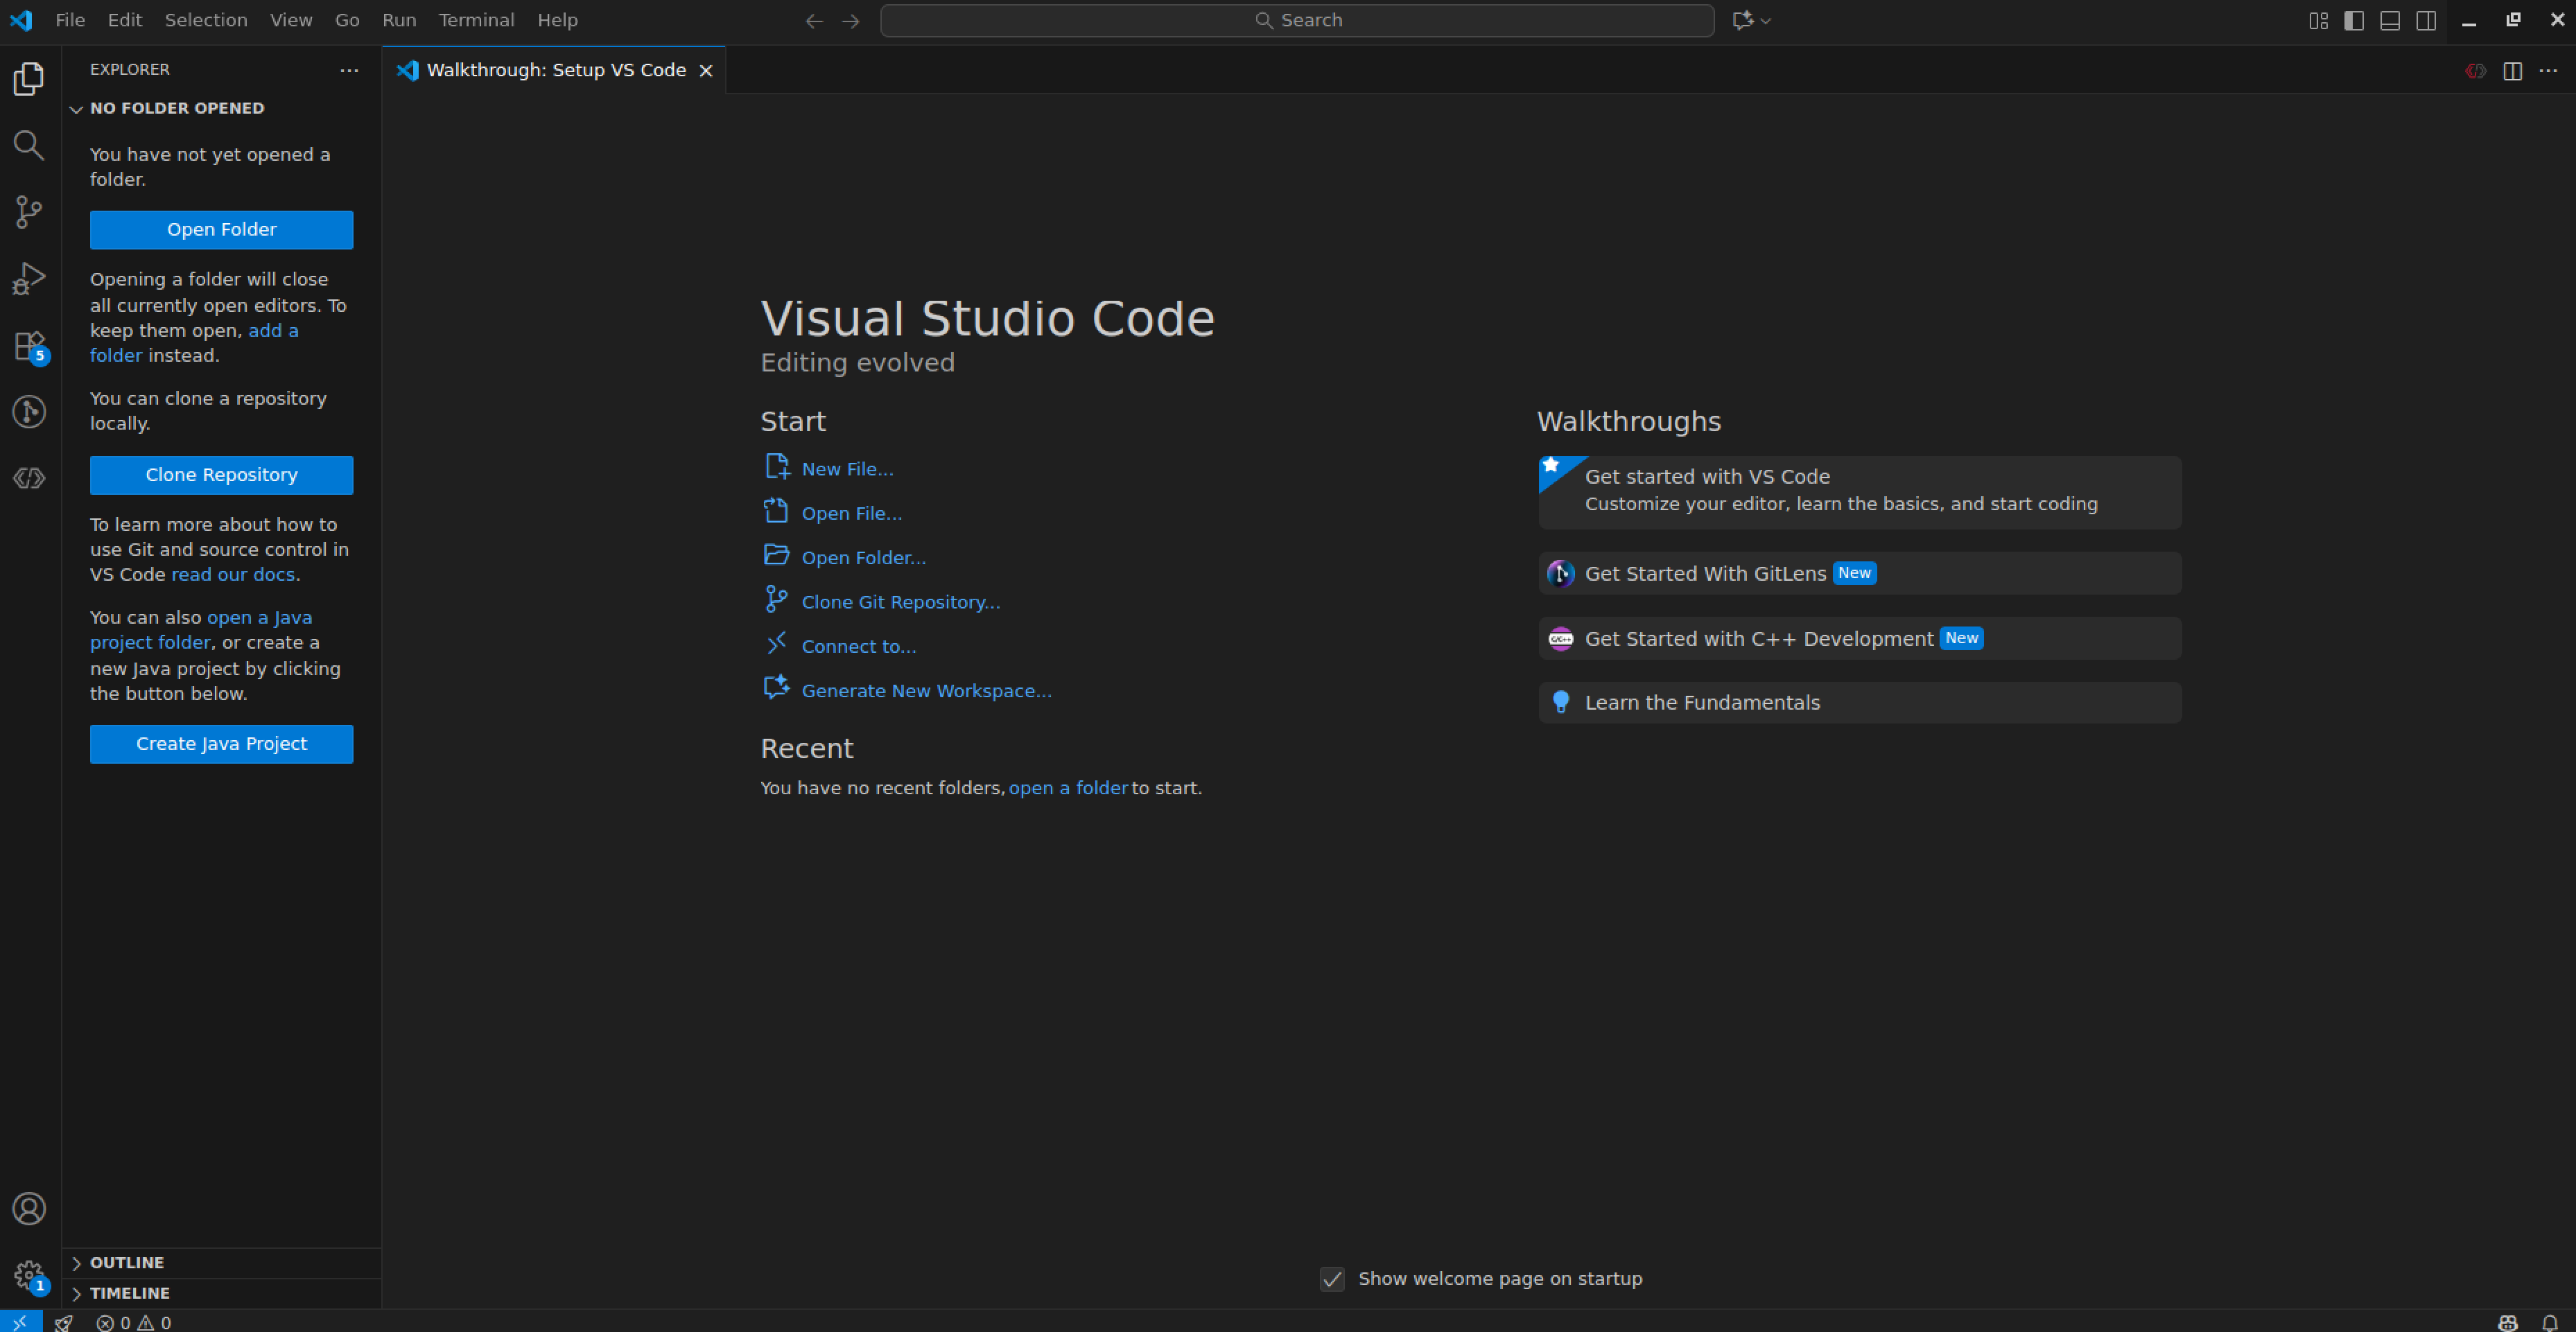 File Edit Selection View Go Run Terminal Help
Search
EXPLORER
Walkthrough: Setup VS Code
NO FOLDER OPENED
You have not yet opened a
folder.
Open Folder
Opening a folder will close
all currently open editors. To
keep them open, add a
folder instead.
You can clone a repository
locally.
Clone Repository
To learn more about how to
use Git and source control in
VS Code read our docs.
You can also open a Java
project folder, or create a
new Java project by clicking
the button below.
Create Java Project
5
1
OUTLINE
TIMELINE
Visual Studio Code
Editing evolved
Start
New File...
Open File...
Open Folder...
Clone Git Repository...
Connect to...
Generate New Workspace...
Recent
You have no recent folders, open a folder to start.
Walkthroughs
Get started with VS Code
Customize your editor, learn the basics, and start coding
Get Started With GitLens New
C/C++ Get Started with C++ Development New
Learn the Fundamentals
Show welcome page on startup
0 0